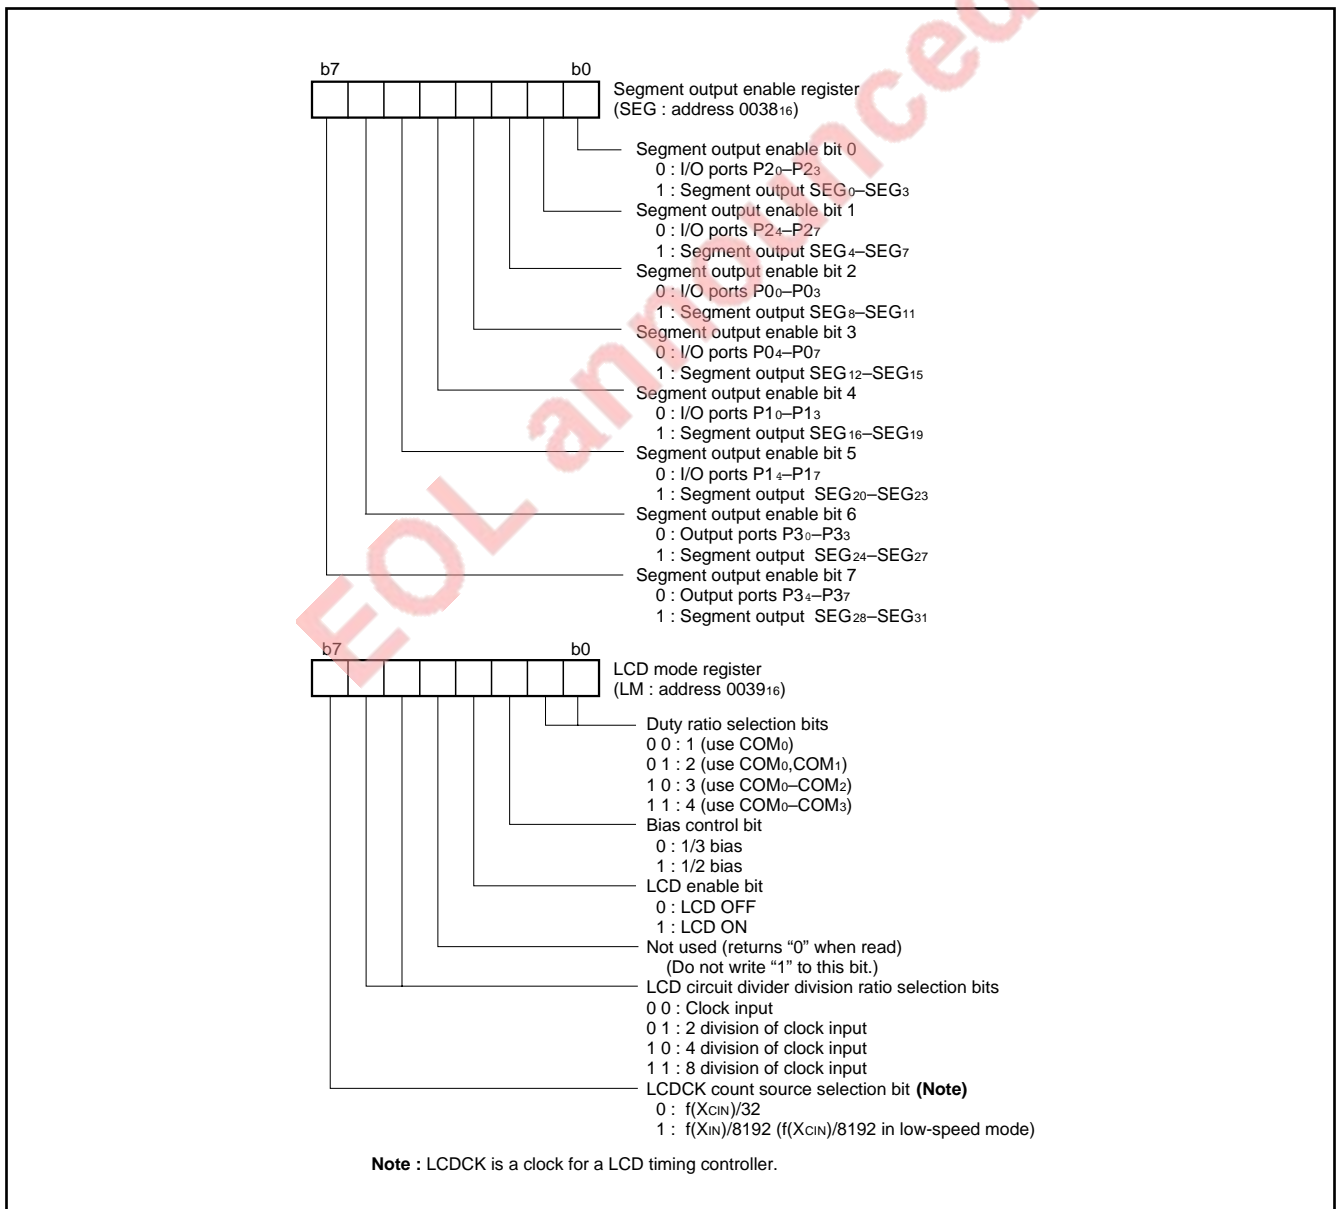 b7 b0
Segment output enable register
(SEG : address 003816)
Segment output enable bit 0
0 : I/O ports P20–P23
1 : Segment output SEG0–SEG3
Segment output enable bit 1
0 : I/O ports P24–P27
1 : Segment output SEG4–SEG7
Segment output enable bit 2
0 : I/O ports P00–P03
1 : Segment output SEG8–SEG11
Segment output enable bit 3
0 : I/O ports P04–P07
1 : Segment output SEG12–SEG15
Segment output enable bit 4
0 : I/O ports P10–P13
1 : Segment output SEG16–SEG19
Segment output enable bit 5
0 : I/O ports P14–P17
1 : Segment output SEG20–SEG23
Segment output enable bit 6
0 : Output ports P30–P33
1 : Segment output SEG24–SEG27
Segment output enable bit 7
0 : Output ports P34–P37
1 : Segment output SEG28–SEG31
b7 b0
LCD mode register
(LM : address 003916)
Duty ratio selection bits
0 0 : 1 (use COM0)
0 1 : 2 (use COM0,COM1)
1 0 : 3 (use COM0–COM2)
1 1 : 4 (use COM0–COM3)
Bias control bit
0 : 1/3 bias
1 : 1/2 bias
LCD enable bit
0 : LCD OFF
1 : LCD ON
Not used (returns “0” when read)
(Do not write “1” to this bit.)
LCD circuit divider division ratio selection bits
0 0 : Clock input
0 1 : 2 division of clock input
1 0 : 4 division of clock input
1 1 : 8 division of clock input
LCDCK count source selection bit (Note)
0 : f(XCIN)/32
1 : f(XIN)/8192 (f(XCIN)/8192 in low-speed mode)
Note : LCDCK is a clock for a LCD timing controller.
EOL announced